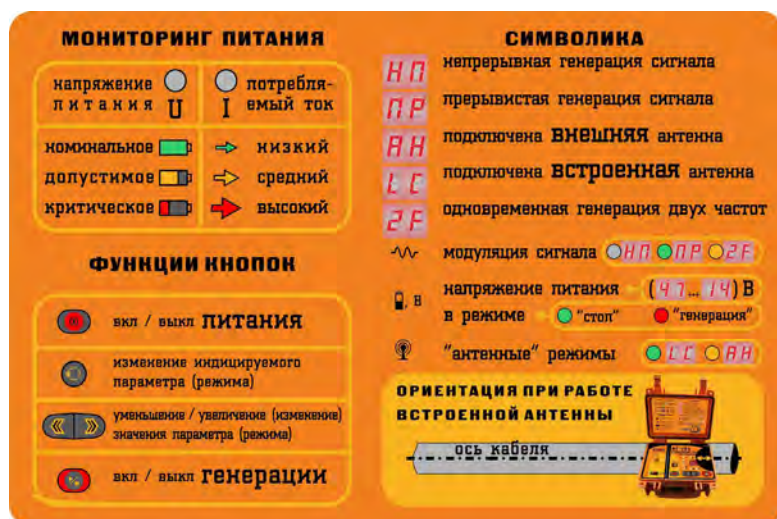 МОНИТОРИНГ ПИТАНИЯ
напряжение
питания U
потребля-
I емый ток
номинальное низкий
допустимое средний
критическое высокий
ФУНКЦИИ КНОПОК
вкл / выкл питания
изменение индицируемого
параметра (режима)
уменьшение / увеличение (изменение)
значения параметра (режима)
вкл / выкл генерации
СИМВОЛИКА
НП непрерывная генерация сигнала
ПР прерывистая генерация сигнала
АН подключена внешняя антенна
LC подключена встроенная антенна
2F одновременная генерация двух частот
модуляция сигнала НП ПР 2F
, В напряжение питания (47...14) В
в режиме "стоп" "генерация"
"антенные" режимы LC АН
ОРИЕНТАЦИЯ ПРИ РАБОТЕ
ВСТРОЕННОЙ АНТЕННЫ
ось кабеля